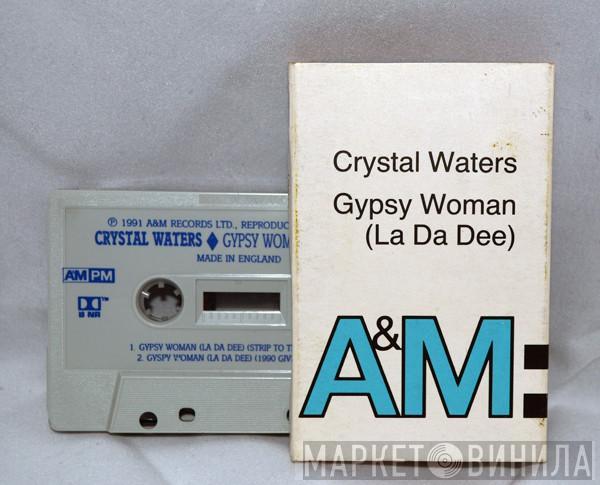 Crystal Waters
Gypsy Woman
(La Da Dee)
A&M:
℗ 1991 A&M RECORDS LTD., REPRODUC
CRYSTAL WATERS ♦ GYPSY WOM
MADE IN ENGLAND
AM PM
B NR
1. GYPSY WOMAN (LA DA DEE) (STRIP TO T
2. GYSPY WOMAN (LA DA DEE) (1990 GIV
МАРКЕТ ВИНИЛА